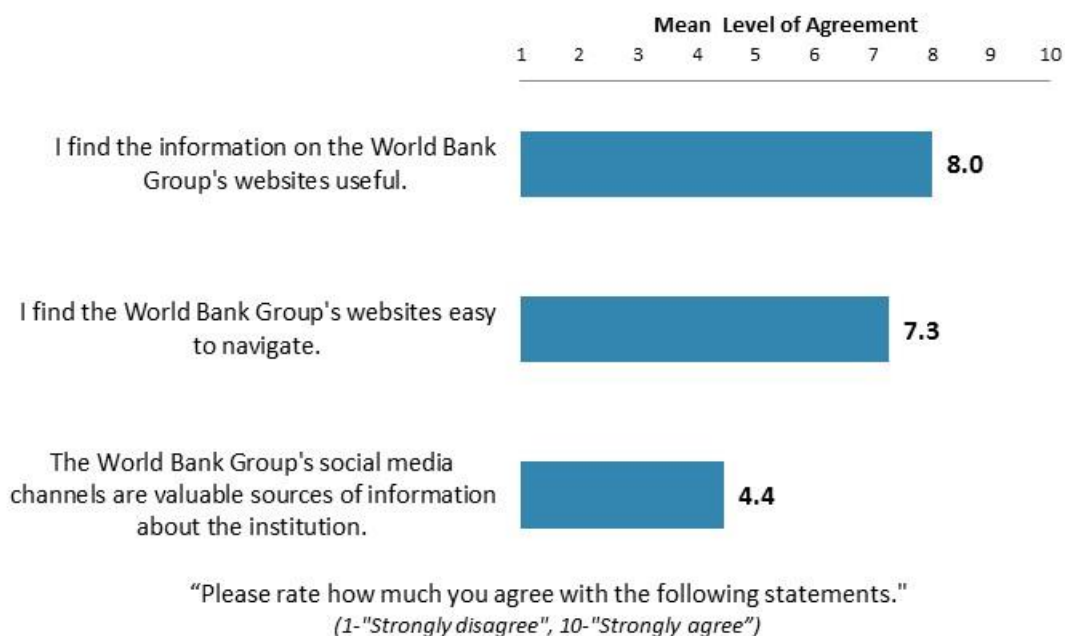 Mean Level of Agreement
1 2 3 4 5 6 7 8 9 10
I find the information on the World Bank
Group's websites useful.
8.0
I find the World Bank Group's websites easy
to navigate.
7.3
The World Bank Group's social media
channels are valuable sources of information
about the institution.
4.4
“Please rate how much you agree with the following statements."
(1-"Strongly disagree", 10-"Strongly agree”)